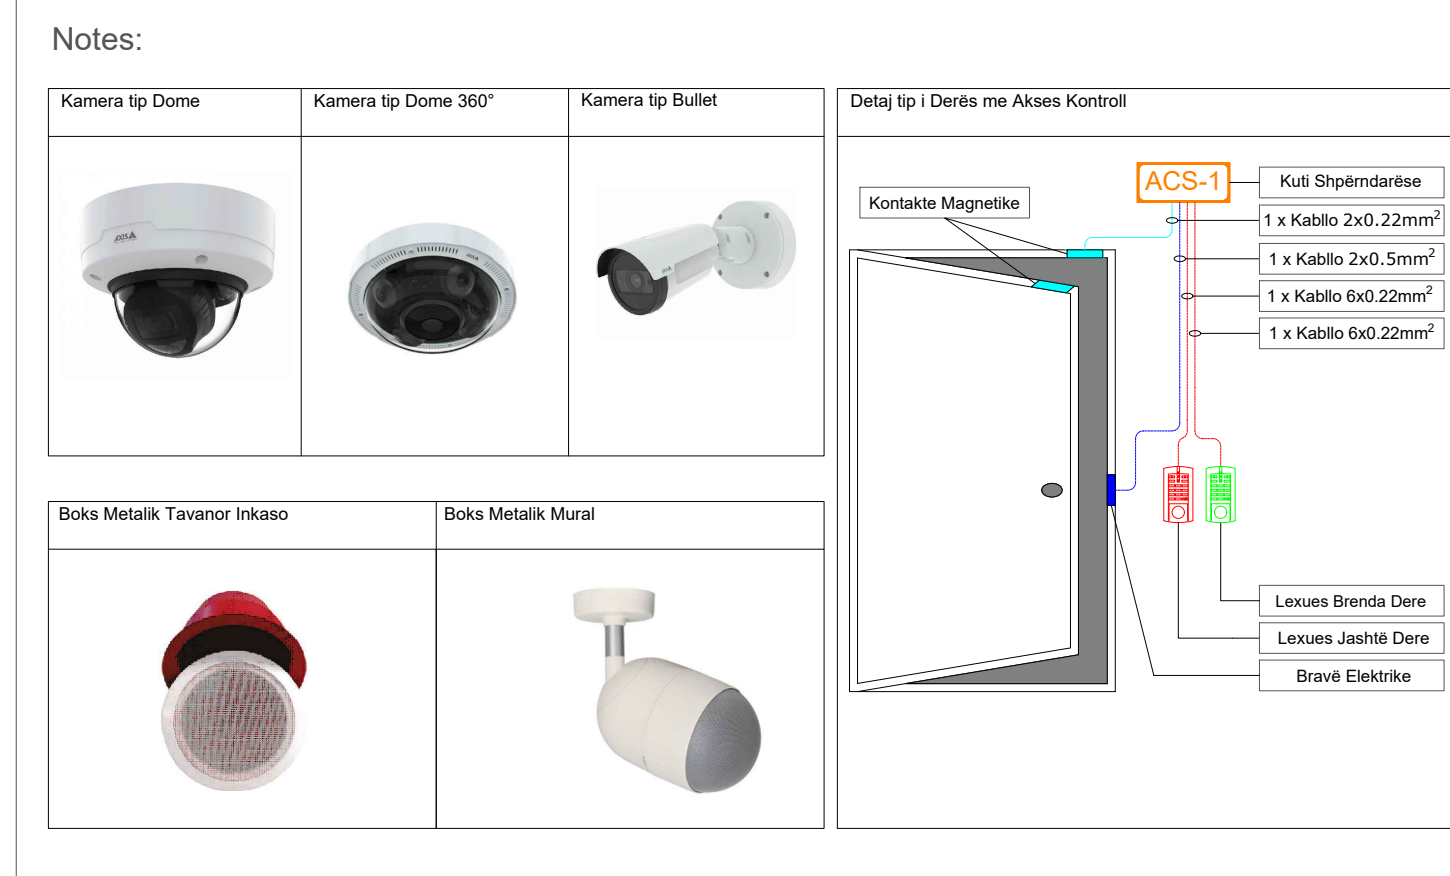 Notes:
Kamera tip Dome
Kamera tip Dome 360°
Kamera tip Bullet
AXIS
Boks Metalik Tavanor Inkaso
Boks Metalik Mural
Detaj tip i Derës me Akses Kontroll
ACS-1
Kuti Shpërndarëse
Kontakte Magnetike
1 x Kabllo 2x0.22mm²
1 x Kabllo 2x0.5mm²
1 x Kabllo 6x0.22mm²
1 x Kabllo 6x0.22mm²
Lexues Brenda Dere
Lexues Jashtë Dere
Bravë Elektrike